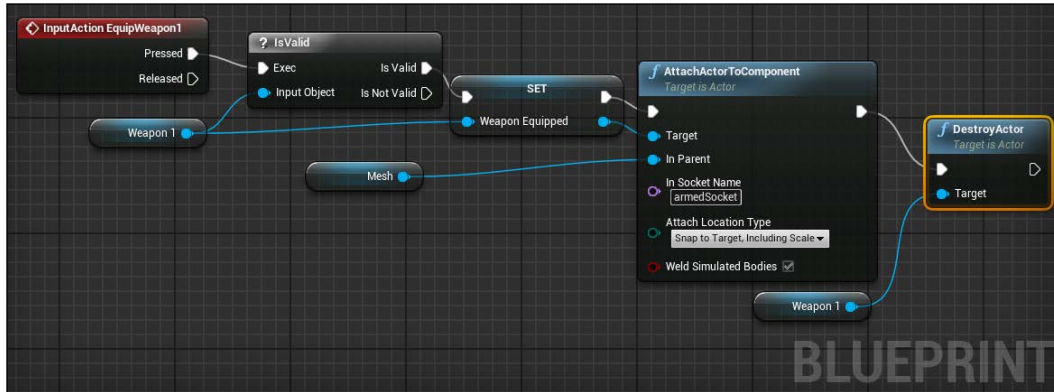 InputAction EquipWeapon1
Pressed
Released
? IsValid
Exec
Is Valid
Input Object
Is Not Valid
Weapon 1
SET
Weapon Equipped
Mesh
f AttachActorToComponent
Target is Actor
Target
In Parent
In Socket Name
armedSocket
Attach Location Type
Snap to Target, Including Scale
Weld Simulated Bodies
f DestroyActor
Target is Actor
Target
Weapon 1
BLUEPRINT